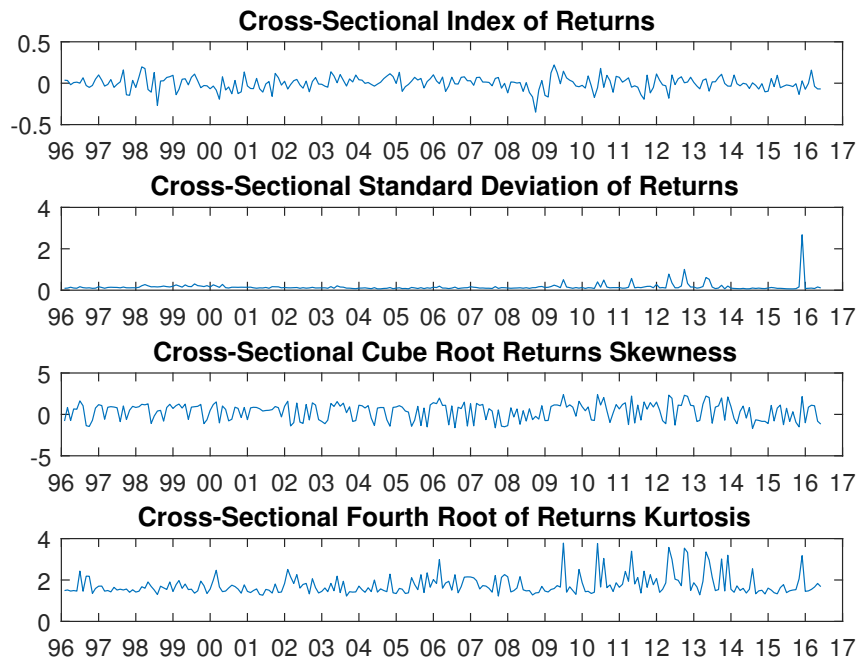 Cross-Sectional Index of Returns
0.5
0
-0.5
96 97 98 99 00 01 02 03 04 05 06 07 08 09 10 11 12 13 14 15 16 17
Cross-Sectional Standard Deviation of Returns
4
2
0
96 97 98 99 00 01 02 03 04 05 06 07 08 09 10 11 12 13 14 15 16 17
Cross-Sectional Cube Root Returns Skewness
5
0
-5
96 97 98 99 00 01 02 03 04 05 06 07 08 09 10 11 12 13 14 15 16 17
Cross-Sectional Fourth Root of Returns Kurtosis
4
2
0
96 97 98 99 00 01 02 03 04 05 06 07 08 09 10 11 12 13 14 15 16 17